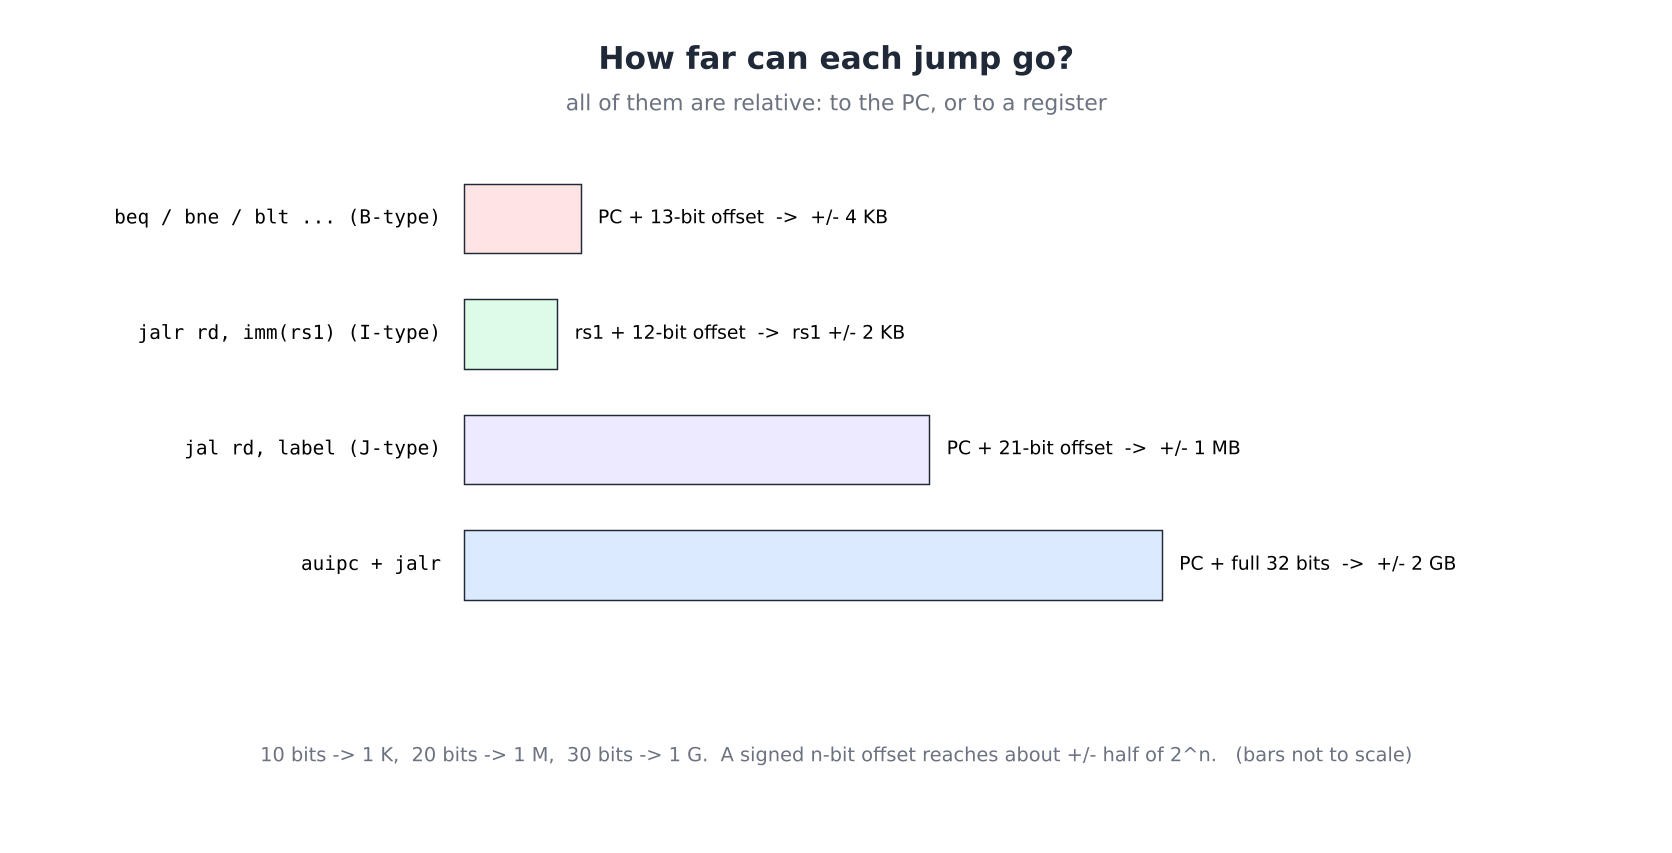 How far can each jump go?
all of them are relative: to the PC, or to a register
beq / bne / blt ... (B-type) PC + 13-bit offset -> +/- 4 KB
jalr rd, imm(rs1) (I-type) rs1 + 12-bit offset -> rs1 +/- 2 KB
jal rd, label (J-type) PC + 21-bit offset -> +/- 1 MB
auipc + jalr PC + full 32 bits -> +/- 2 GB
10 bits -> 1 K, 20 bits -> 1 M, 30 bits -> 1 G. A signed n-bit offset reaches about +/- half of 2^n. (bars not to scale)